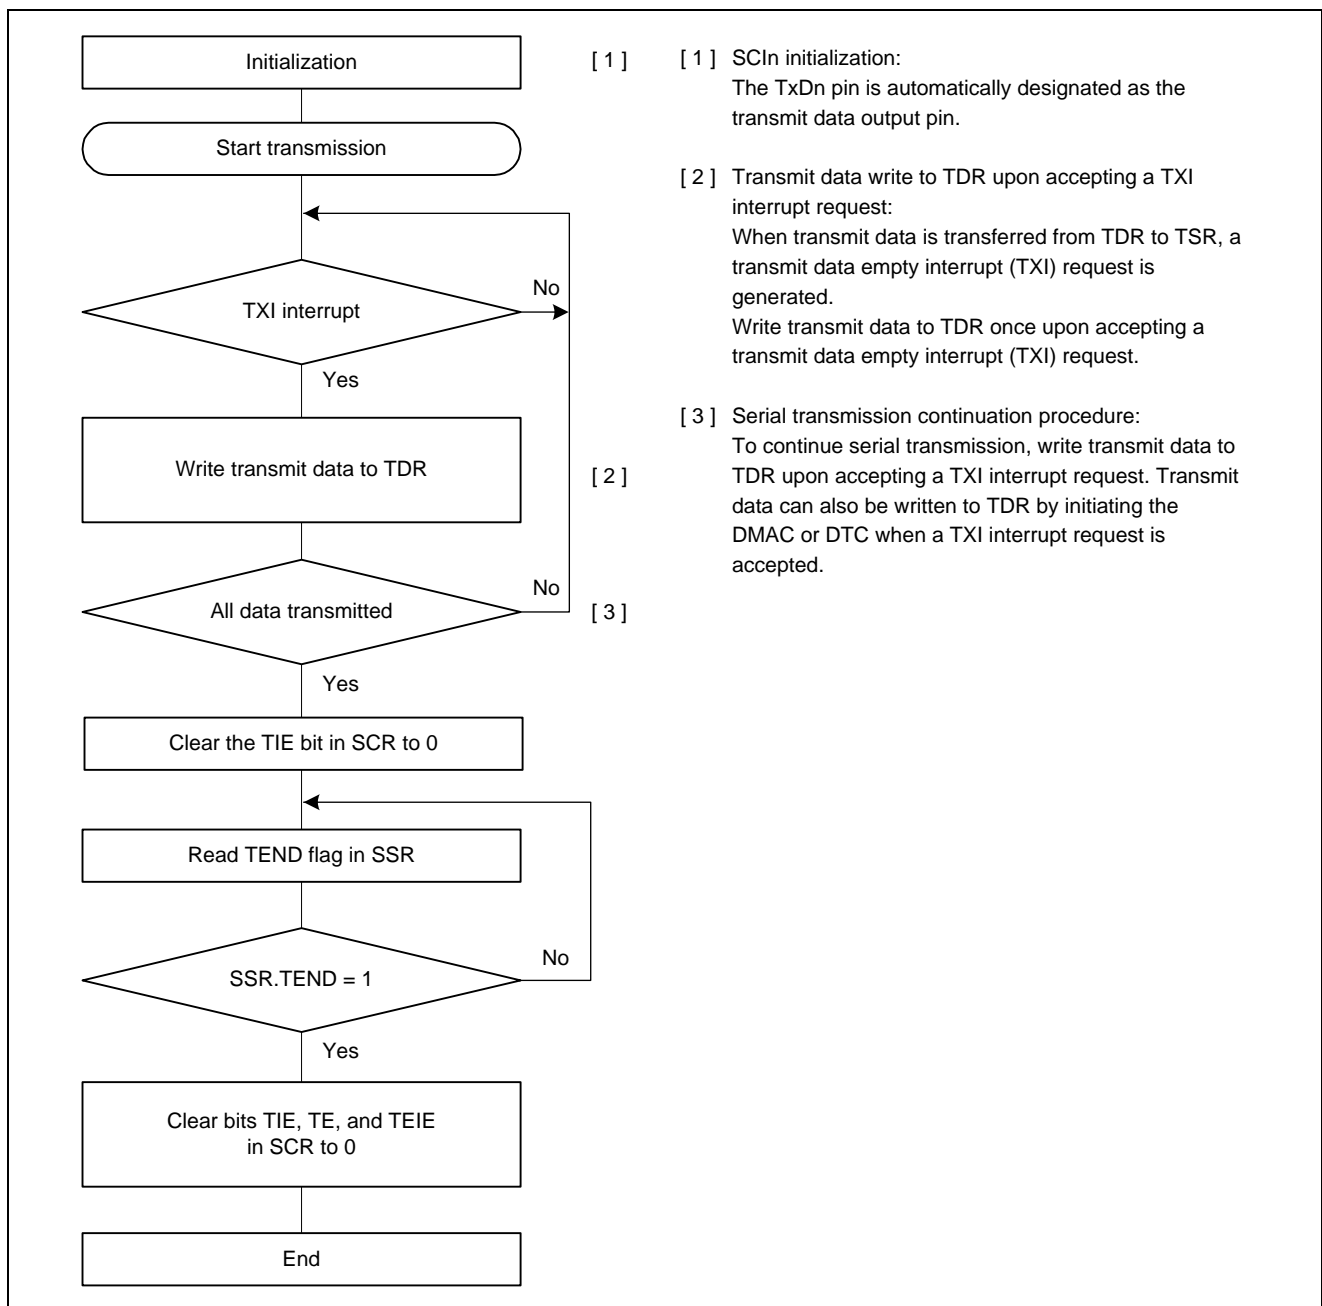 Initialization
[ 1 ]
Start transmission
TXI interrupt
No
Yes
Write transmit data to TDR
[ 2 ]
All data transmitted
No
[ 3 ]
Yes
Clear the TIE bit in SCR to 0
Read TEND flag in SSR
SSR.TEND = 1
No
Yes
Clear bits TIE, TE, and TEIE
in SCR to 0
End
[ 1 ] SCIn initialization:
The TxDn pin is automatically designated as the
transmit data output pin.
[ 2 ] Transmit data write to TDR upon accepting a TXI
interrupt request:
When transmit data is transferred from TDR to TSR, a
transmit data empty interrupt (TXI) request is
generated.
Write transmit data to TDR once upon accepting a
transmit data empty interrupt (TXI) request.
[ 3 ] Serial transmission continuation procedure:
To continue serial transmission, write transmit data to
TDR upon accepting a TXI interrupt request. Transmit
data can also be written to TDR by initiating the
DMAC or DTC when a TXI interrupt request is
accepted.